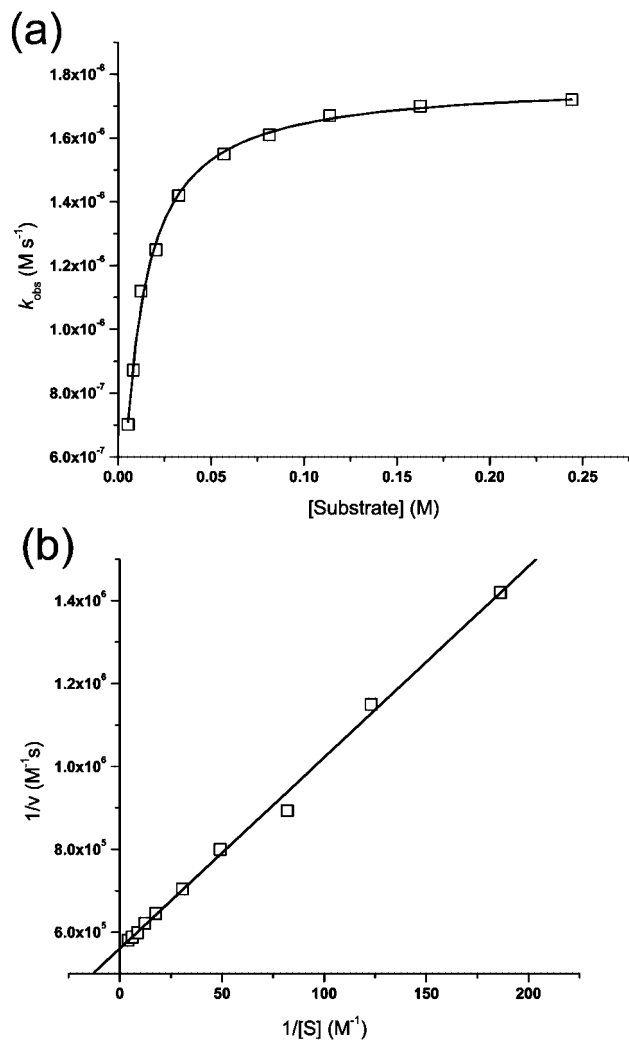 (a)
1.8x10⁻⁶
1.6x10⁻⁶
1.4x10⁻⁶
1.2x10⁻⁶
1.0x10⁻⁶
8.0x10⁻⁷
6.0x10⁻⁷
k_obs (M s⁻¹)
0.00 0.05 0.10 0.15 0.20 0.25
[Substrate] (M)
(b)
1.4x10⁶
1.2x10⁶
1.0x10⁶
8.0x10⁵
6.0x10⁵
1/v (M⁻¹s)
0 50 100 150 200
1/[S] (M⁻¹)